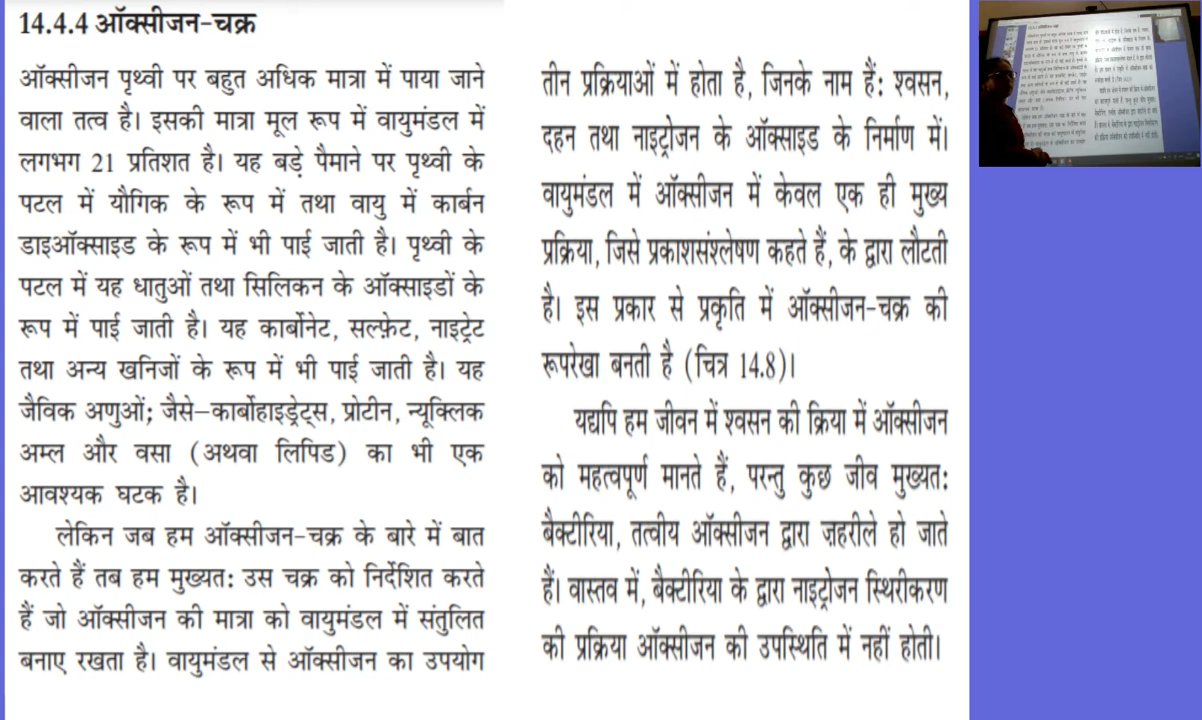 14.4.4 ऑक्सीजन-चक्र
ऑक्सीजन पृथ्वी पर बहुत अधिक मात्रा में पाया जाने
वाला तत्व है। इसकी मात्रा मूल रूप में वायुमंडल में
लगभग 21 प्रतिशत है। यह बड़े पैमाने पर पृथ्वी के
पटल में यौगिक के रूप में तथा वायु में कार्बन
डाइऑक्साइड के रूप में भी पाई जाती है। पृथ्वी के
पटल में यह धातुओं तथा सिलिकन के ऑक्साइडों के
रूप में पाई जाती है। यह कार्बोनेट, सल्फ़ेट, नाइट्रेट
तथा अन्य खनिजों के रूप में भी पाई जाती है। यह
जैविक अणुओं; जैसे–कार्बोहाइड्रेट्स, प्रोटीन, न्यूक्लिक
अम्ल और वसा (अथवा लिपिड) का भी एक
आवश्यक घटक है।
लेकिन जब हम ऑक्सीजन-चक्र के बारे में बात
करते हैं तब हम मुख्यत: उस चक्र को निर्देशित करते
हैं जो ऑक्सीजन की मात्रा को वायुमंडल में संतुलित
बनाए रखता है। वायुमंडल से ऑक्सीजन का उपयोग
तीन प्रक्रियाओं में होता है, जिनके नाम हैं: श्वसन,
दहन तथा नाइट्रोजन के ऑक्साइड के निर्माण में।
वायुमंडल में ऑक्सीजन में केवल एक ही मुख्य
प्रक्रिया, जिसे प्रकाशसंश्लेषण कहते हैं, के द्वारा लौटती
है। इस प्रकार से प्रकृति में ऑक्सीजन-चक्र की
रूपरेखा बनती है (चित्र 14.8)।
यद्यपि हम जीवन में श्वसन की क्रिया में ऑक्सीजन
को महत्वपूर्ण मानते हैं, परन्तु कुछ जीव मुख्यत:
बैक्टीरिया, तत्वीय ऑक्सीजन द्वारा ज़हरीले हो जाते
हैं। वास्तव में, बैक्टीरिया के द्वारा नाइट्रोजन स्थिरीकरण
की प्रक्रिया ऑक्सीजन की उपस्थिति में नहीं होती।